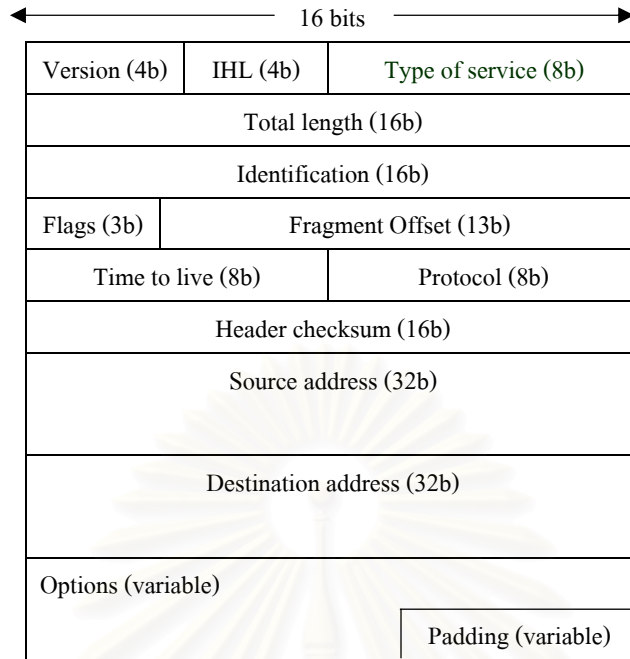 16 bits
Version (4b) IHL (4b) Type of service (8b)
Total length (16b)
Identification (16b)
Flags (3b) Fragment Offset (13b)
Time to live (8b) Protocol (8b)
Header checksum (16b)
Source address (32b)
Destination address (32b)
Options (variable)
Padding (variable)